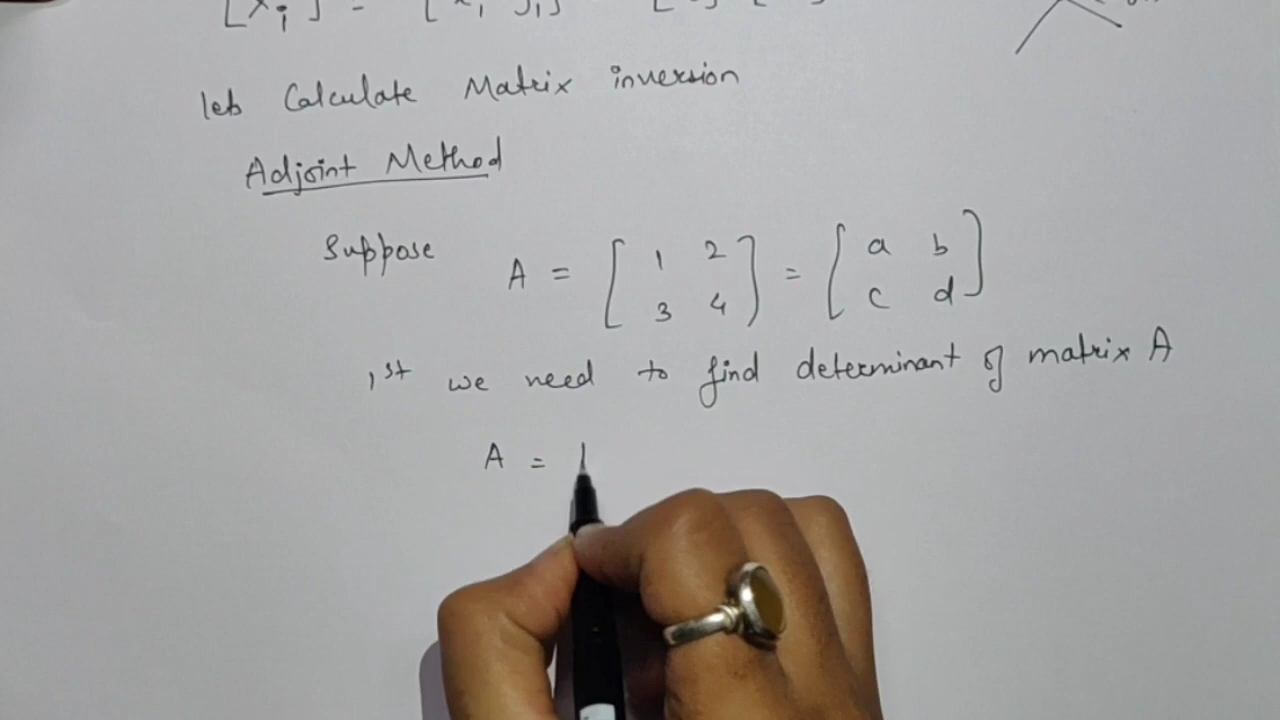 lets Calculate Matrix inversion
Adjoint Method
Suppose A = [ 1 2 3 4 ] = [ a b c d ]
1st we need to find determinant of matrix A
A =